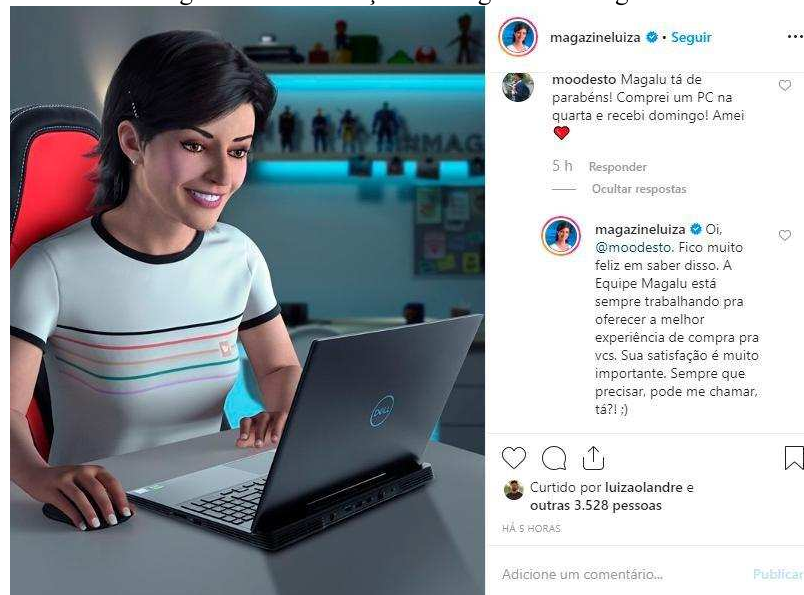 magazineluiza • Seguir
moodesto Magalu tá de
parabéns! Comprei um PC na
quarta e recebi domingo! Amei
5 h Responder
Ocultar respostas
magazineluiza Oi,
@moodesto. Fico muito
feliz em saber disso. A
Equipe Magalu está
sempre trabalhando pra
oferecer a melhor
experiência de compra pra
vcs. Sua satisfação é muito
importante. Sempre que
precisar, pode me chamar,
tá?! ;)
Curtido por luizaolandre e
outras 3.528 pessoas
HÁ 5 HORAS
Adicione um comentário...
Publicar
DELL